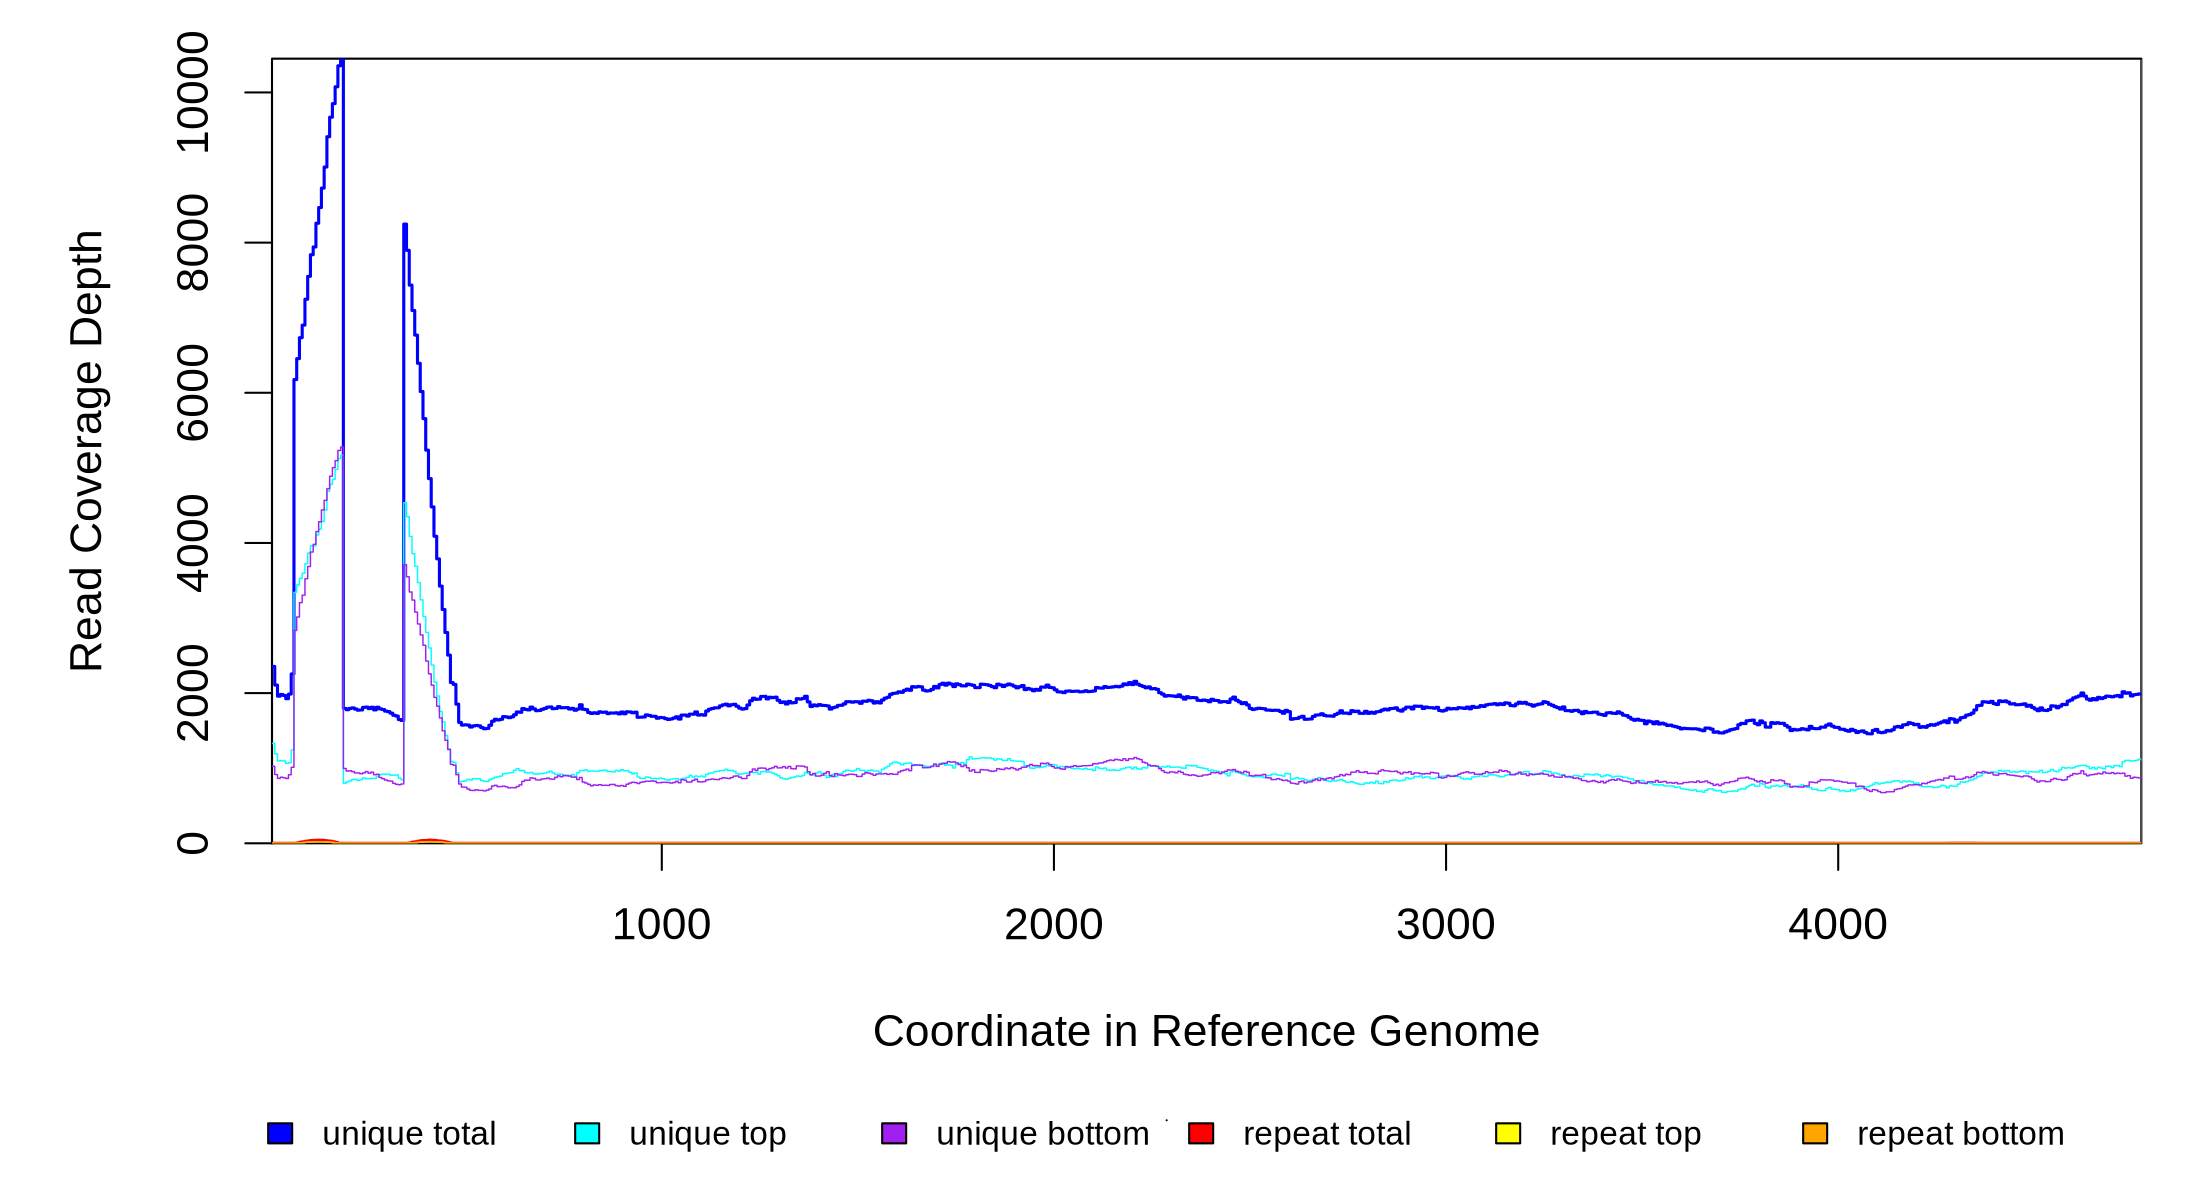 Read Coverage Depth
10000
8000
6000
4000
2000
0
1000 2000 3000 4000
Coordinate in Reference Genome
unique total unique top unique bottom repeat total repeat top repeat bottom